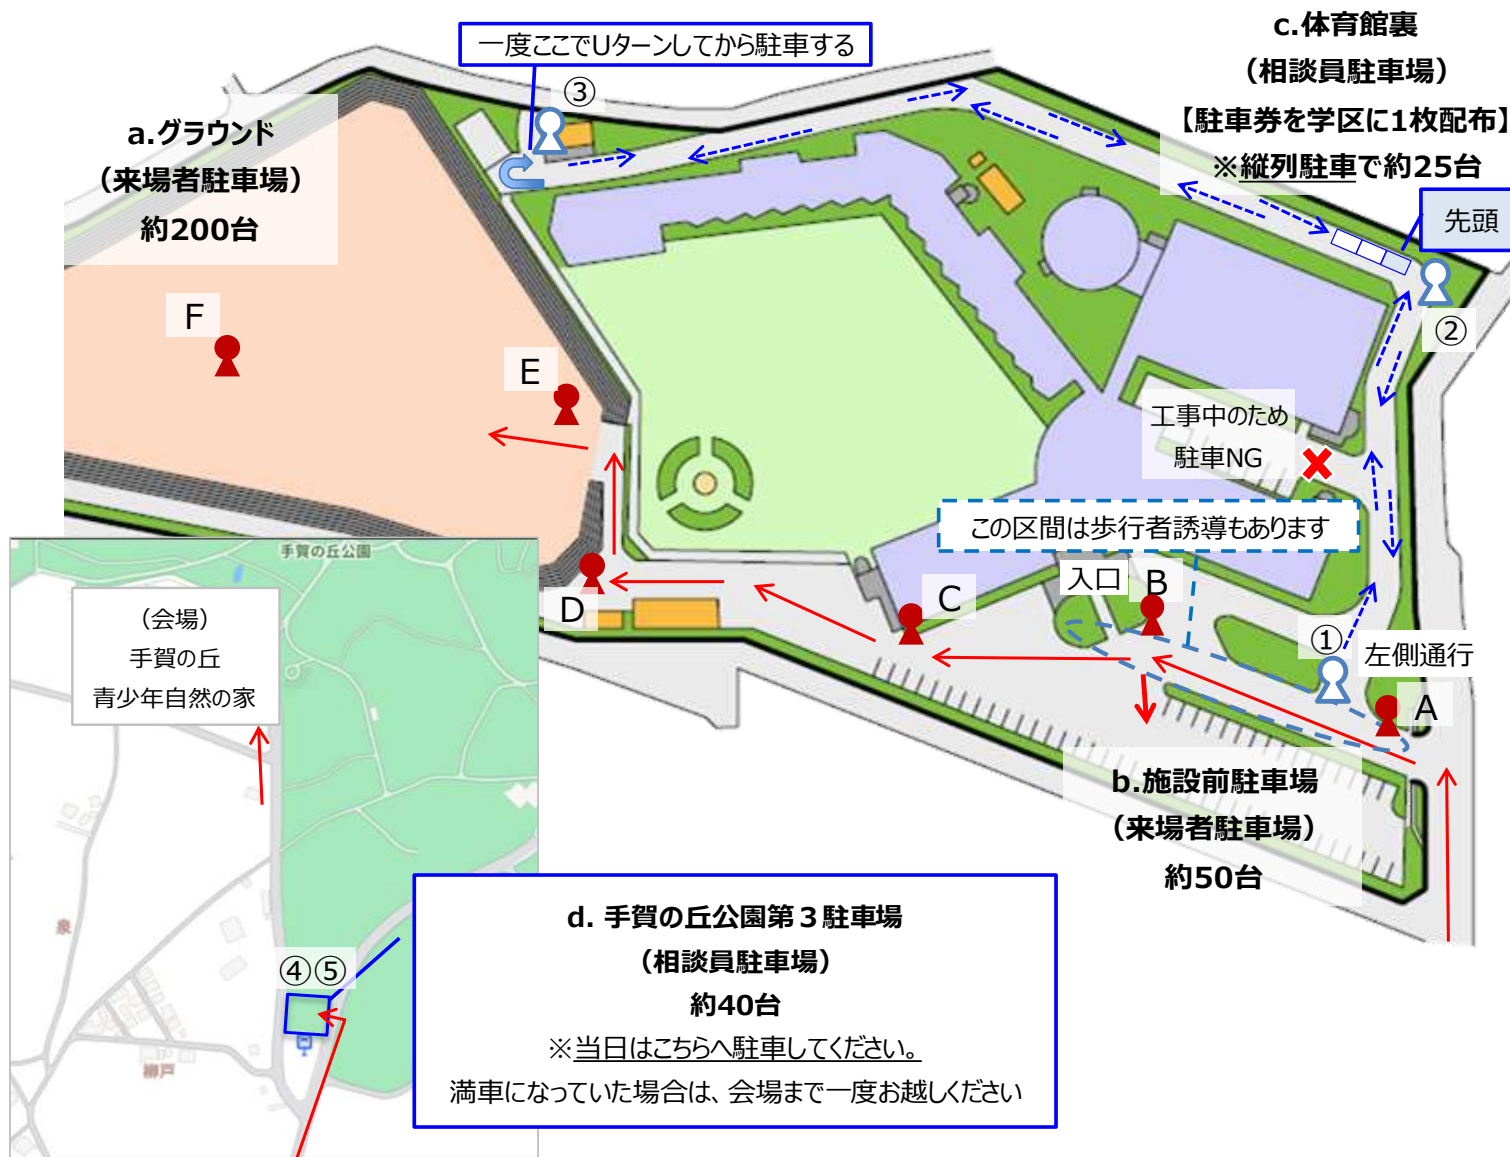 一度ここでUターンしてから駐車する
③
a.グラウンド
（来場者駐車場）
約200台
c.体育館裏
（相談員駐車場）
【駐車券を学区に1枚配布】
※縦列駐車で約25台
先頭
②
F
E
工事中のため
駐車NG
この区間は歩行者誘導もあります
入口
B
C
D
①
左側通行
A
b.施設前駐車場
（来場者駐車場）
約50台
手賀の丘公園
（会場）
手賀の丘
青少年自然の家
泉
④⑤
柳戸
d. 手賀の丘公園第３駐車場
（相談員駐車場）
約40台
※当日はこちらへ駐車してください。
満車になっていた場合は、会場まで一度お越しください